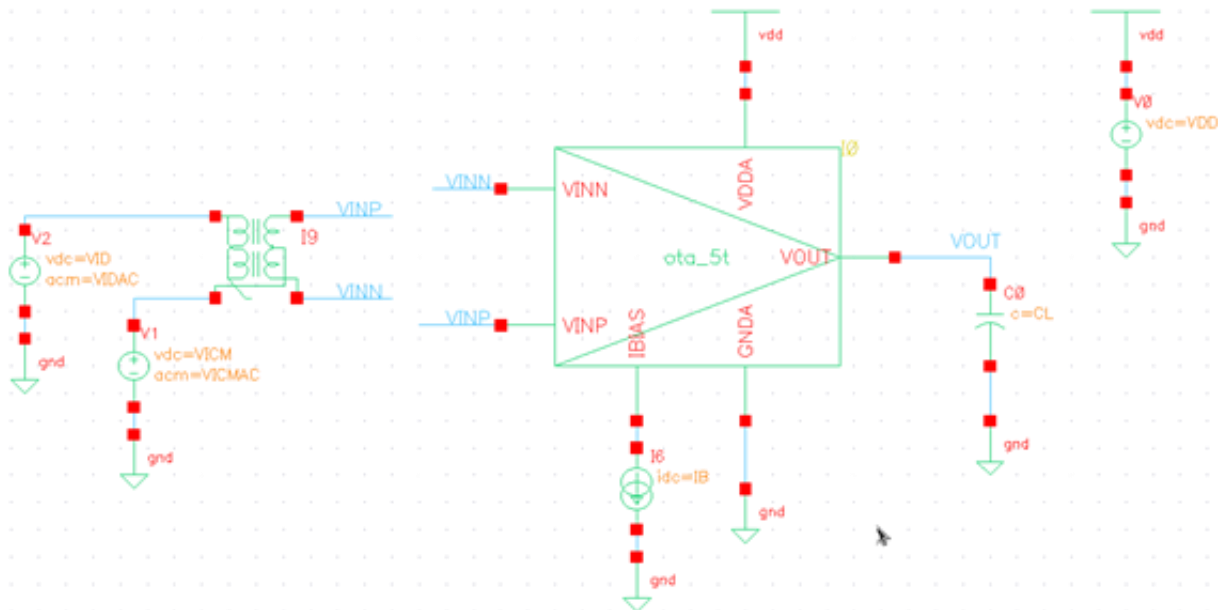 vdd
vdd
V0
vdc=VDD
gnd
I0
VINN
VINN
VDDA
VINP
I9
V2
vdc=VID
acm=VIDAC
gnd
ota_5t
VOUT
VOUT
C0
c=CL
gnd
VINN
VINP
VINP
IBIAS
GNDA
V1
vdc=VICM
acm=VICMAC
gnd
I6
idc=IB
gnd
gnd